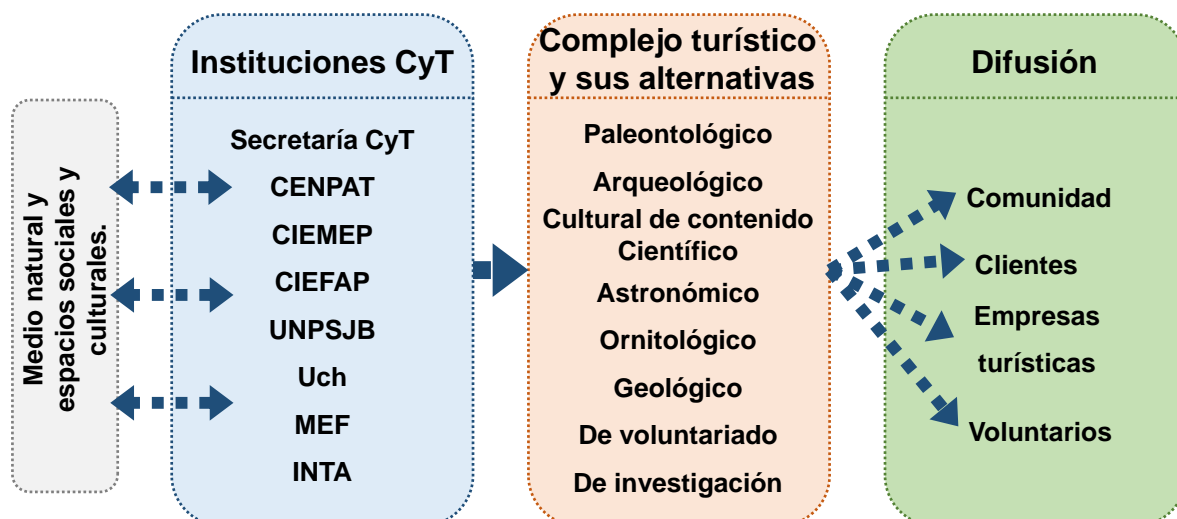 Medio natural y
espacios sociales y
culturales.
Instituciones CyT
Secretaría CyT
CENPAT
CIEMEP
CIEFAP
UNPSJB
Uch
MEF
INTA
Complejo turístico
y sus alternativas
Paleontológico
Arqueológico
Cultural de contenido
Científico
Astronómico
Ornitológico
Geológico
De voluntariado
De investigación
Difusión
Comunidad
Clientes
Empresas
turísticas
Voluntarios